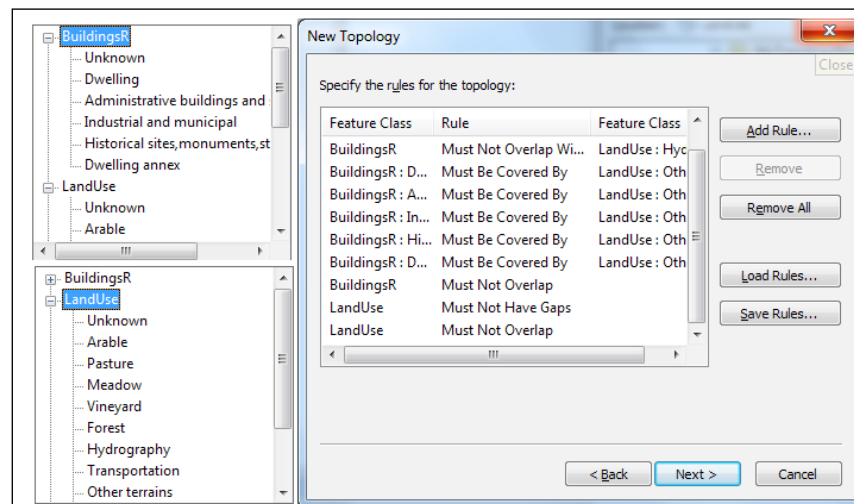 BuildingsR
Unknown
Dwelling
Administrative buildings and
Industrial and municipal
Historical sites,monuments,st
Dwelling annex
LandUse
Unknown
Arable
BuildingsR
LandUse
Unknown
Arable
Pasture
Meadow
Vineyard
Forest
Hydrography
Transportation
Other terrains
New Topology
Close
Specify the rules for the topology:
Feature Class Rule Feature Class
BuildingsR Must Not Overlap Wi... LandUse : Hyc
BuildingsR : D... Must Be Covered By LandUse : Oth
BuildingsR : A... Must Be Covered By LandUse : Oth
BuildingsR : In... Must Be Covered By LandUse : Oth
BuildingsR : Hi... Must Be Covered By LandUse : Oth
BuildingsR : D... Must Be Covered By LandUse : Oth
BuildingsR Must Not Overlap
LandUse Must Not Have Gaps
LandUse Must Not Overlap
Add Rule...
Remove
Remove All
Load Rules...
Save Rules...
< Back
Next >
Cancel